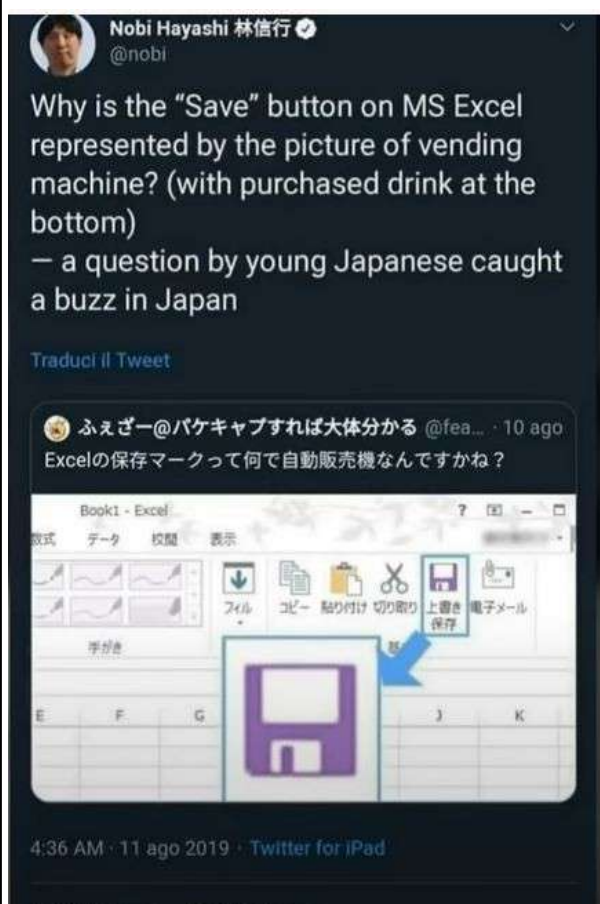 Nobi Hayashi 林信行
@nobi
Why is the “Save” button on MS Excel
represented by the picture of vending
machine? (with purchased drink at the
bottom)
— a question by young Japanese caught
a buzz in Japan
Traduci il Tweet
ふぇざー@パケキャプすれば大体分かる @fea... · 10 ago
Excelの保存マークって何で自動販売機なんですかね？
Book1 - Excel ?
数式 データ 校閲 表示
フィル コピー 貼り付け 切り取り 上書き 電子メール
保存
手がき
E F G J K
4:36 AM · 11 ago 2019 · Twitter for iPad